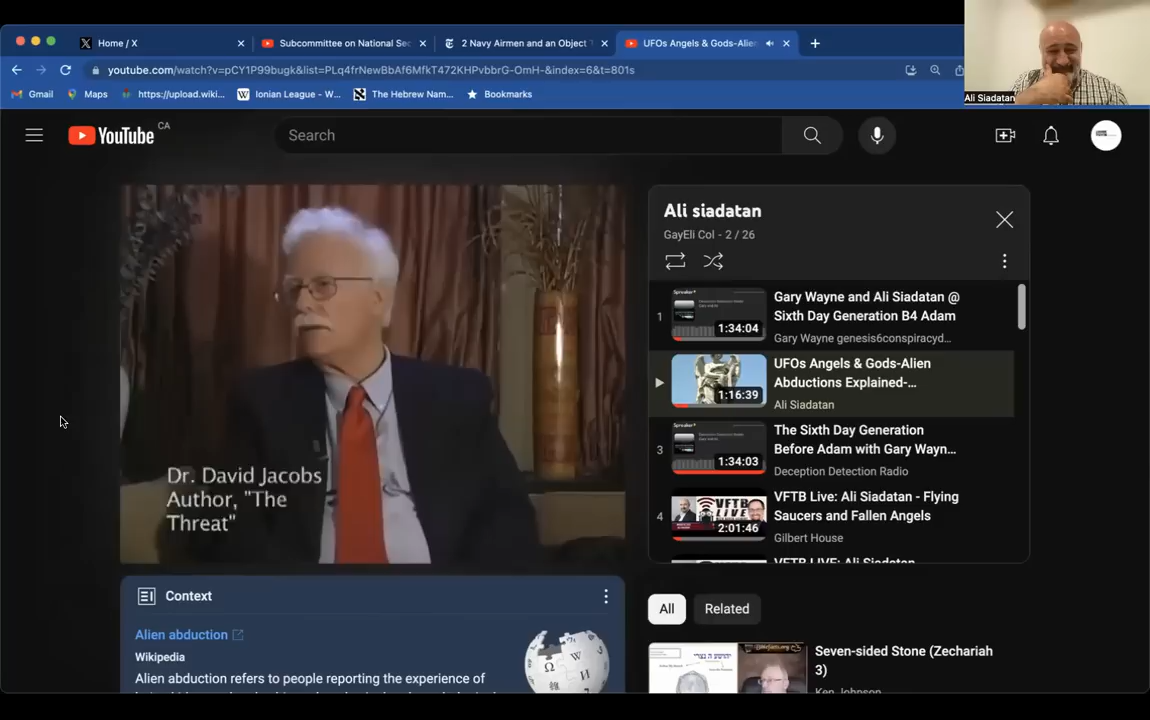 Home / X
Subcommittee on National Sec
2 Navy Airmen and an Object T
UFOs Angels & Gods-Alien
youtube.com/watch?v=pCY1P99bugk&list=PLq4frNewBbAf6MfkT472KHPvbbrG-OmH-&index=6&t=801s
Gmail
Maps
https://upload.wiki...
Ionian League - W...
The Hebrew Nam...
Bookmarks
Ali Siadatan
YouTube CA
Search
Dr. David Jacobs
Author, "The
Threat"
Ali siadatan
GayEli Col - 2 / 26
1
1:34:04
Gary Wayne and Ali Siadatan @
Sixth Day Generation B4 Adam
Gary Wayne genesis6conspiracyd...
1:16:39
UFOs Angels & Gods-Alien
Abductions Explained-...
Ali Siadatan
3
1:34:03
The Sixth Day Generation
Before Adam with Gary Wayn...
Deception Detection Radio
4
VFTB
LIVE
2:01:46
VFTB Live: Ali Siadatan - Flying
Saucers and Fallen Angels
Gilbert House
VFTB LIVE: Ali Siadatan
Context
Alien abduction
Wikipedia
Alien abduction refers to people reporting the experience of
All
Related
Seven-sided Stone (Zechariah
3)
Ken Johnson